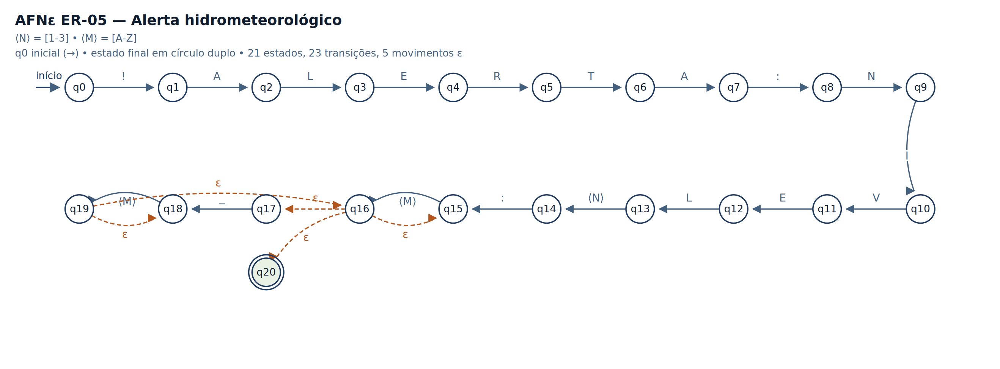 AFNε ER-05 — Alerta hidrometeorológico
⟨N⟩ = [1-3] • ⟨M⟩ = [A-Z]
q0 inicial (→) • estado final em círculo duplo • 21 estados, 23 transições, 5 movimentos ε
início
! A L E R T A : N
q0 q1 q2 q3 q4 q5 q6 q7 q8 q9
I
ε
⟨M⟩ _ ε ⟨M⟩ : ⟨N⟩ L E V
q19 q18 q17 q16 q15 q14 q13 q12 q11 q10
ε ε ε
q20